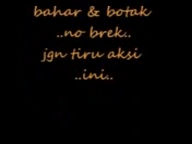 bahar & botak
..no brek..
jgn tiru aksi
..ini..